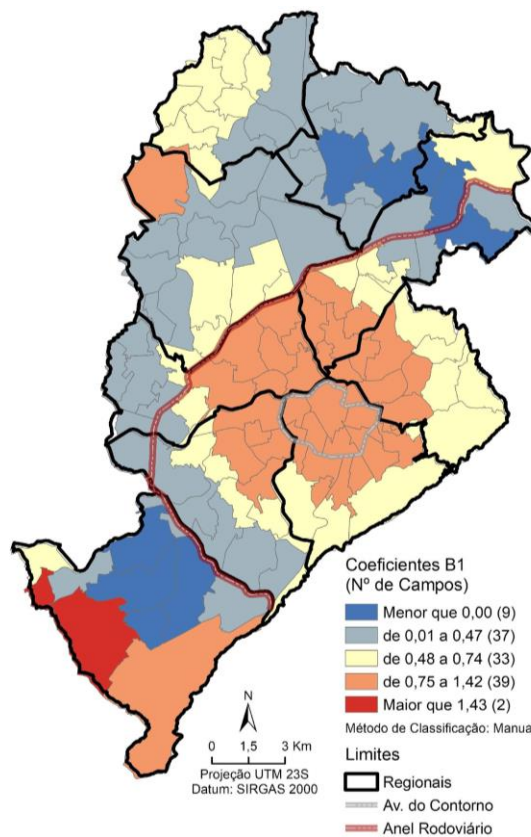 Coeficientes B1
(Nº de Campos)
Menor que 0,00 (9)
de 0,01 a 0,47 (37)
de 0,48 a 0,74 (33)
de 0,75 a 1,42 (39)
Maior que 1,43 (2)
Método de Classificação: Manua
Limites
Regionais
Av. do Contorno
Anel Rodoviário
N
0 1,5 3 Km
Projeção UTM 23S
Datum: SIRGAS 2000